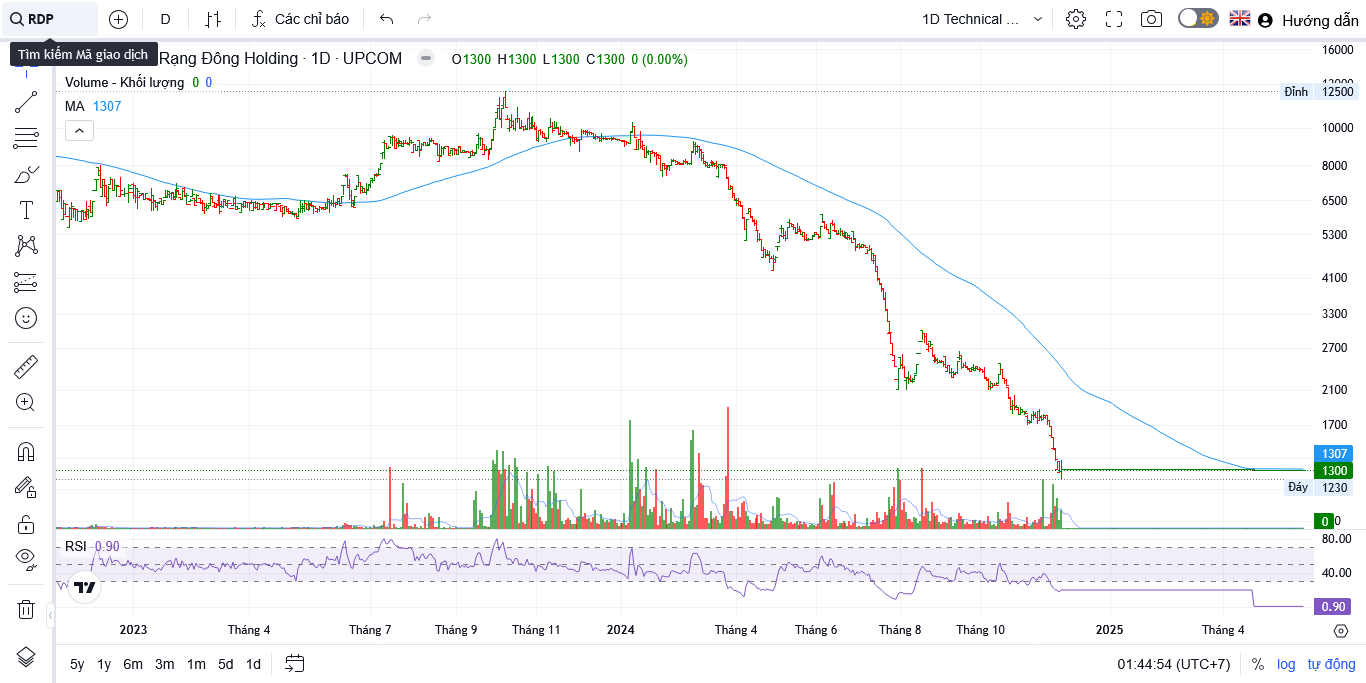 RDP
D
Các chỉ báo
1D Technical ...
Hướng dẫn
Tìm kiếm Mã giao dịch
Rạng Đông Holding · 1D · UPCOM
O1300 H1300 L1300 C1300 0 (0.00%)
Volume - Khối lượng 0 0
MA 1307
16000
Đỉnh 12500
10000
8000
6500
5300
4100
3300
2700
2100
1700
1307
1300
Đáy 1230
0
0
RSI 0.90
80.00
40.00
0.90
2023 Tháng 4 Tháng 7 Tháng 9 Tháng 11 2024 Tháng 4 Tháng 6 Tháng 8 Tháng 10 2025 Tháng 4
5y 1y 6m 3m 1m 5d 1d
01:44:54 (UTC+7) % log tự động